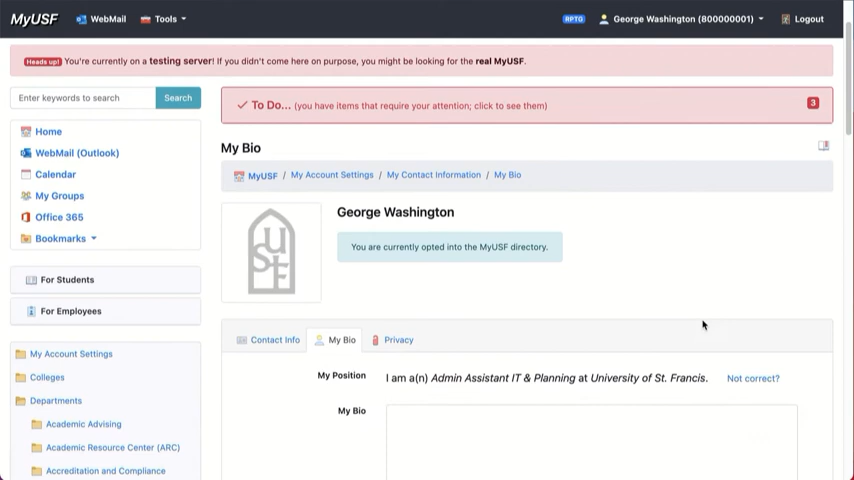 MyUSF WebMail Tools RPTG George Washington (800000001) Logout
Heads up! You're currently on a testing server! If you didn't come here on purpose, you might be looking for the real MyUSF.
Enter keywords to search Search
To Do... (you have items that require your attention; click to see them) 3
Home
WebMail (Outlook)
Calendar
My Groups
Office 365
Bookmarks
For Students
For Employees
My Account Settings
Colleges
Departments
Academic Advising
Academic Resource Center (ARC)
Accreditation and Compliance
My Bio
MyUSF / My Account Settings / My Contact Information / My Bio
USF
George Washington
You are currently opted into the MyUSF directory.
Contact Info My Bio Privacy
My Position I am a(n) Admin Assistant IT & Planning at University of St. Francis. Not correct?
My Bio